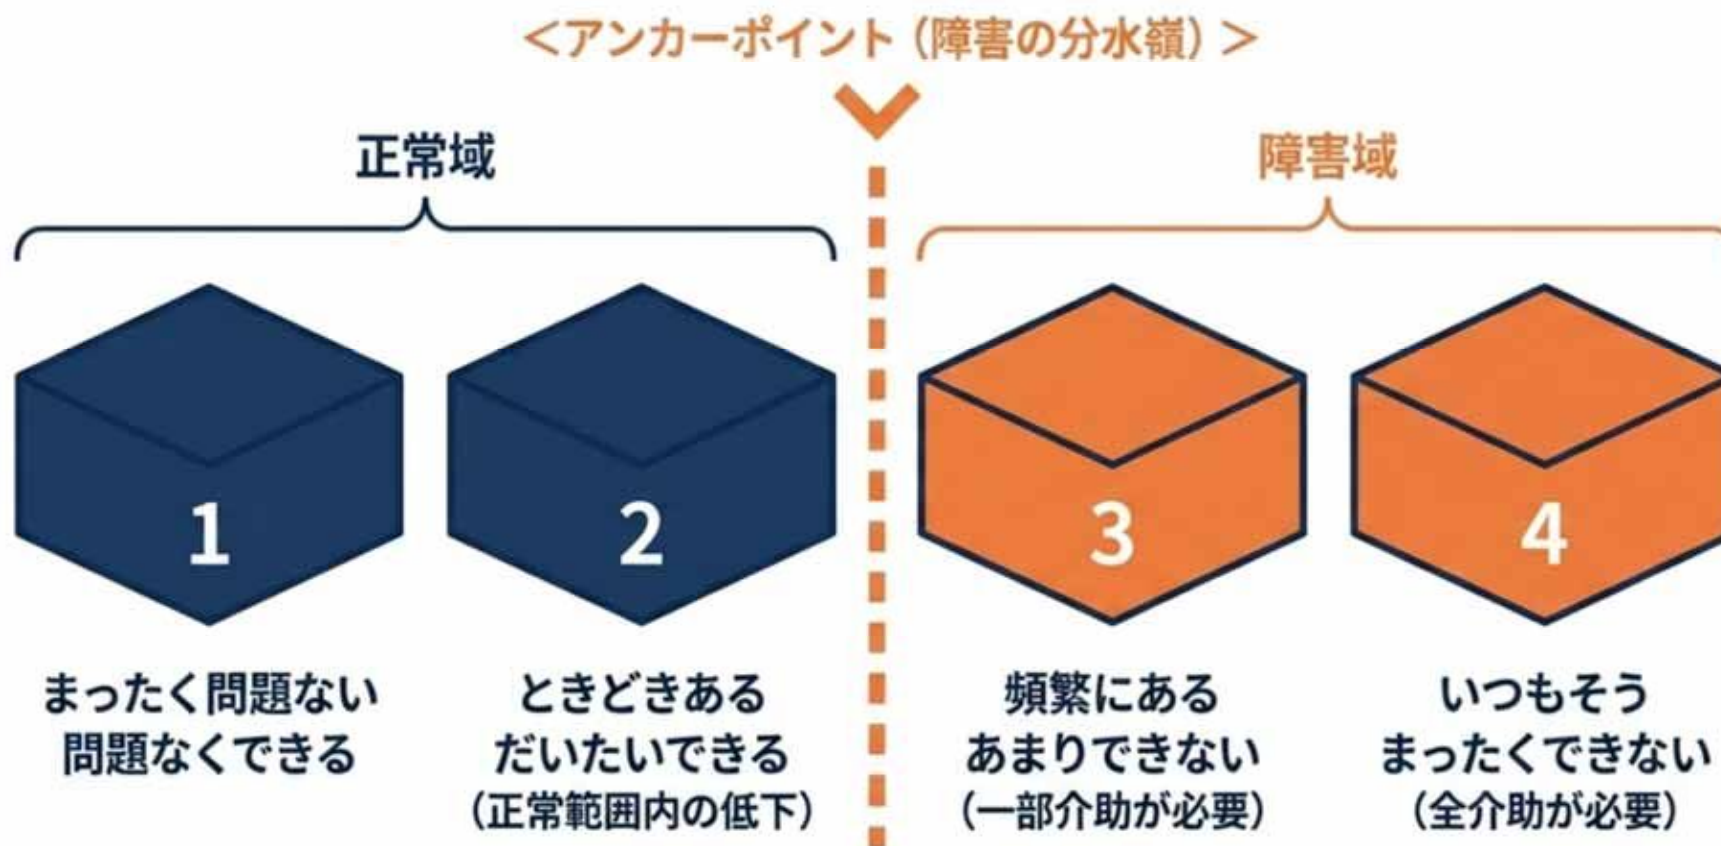 ＜アンカーポイント（障害の分水嶺）＞
正常域
障害域
1
2
3
4
まったく問題ない
問題なくできる
ときどきある
だいたいできる
（正常範囲内の低下）
頻繁にある
あまりできない
（一部介助が必要）
いつもそう
まったくできない
（全介助が必要）